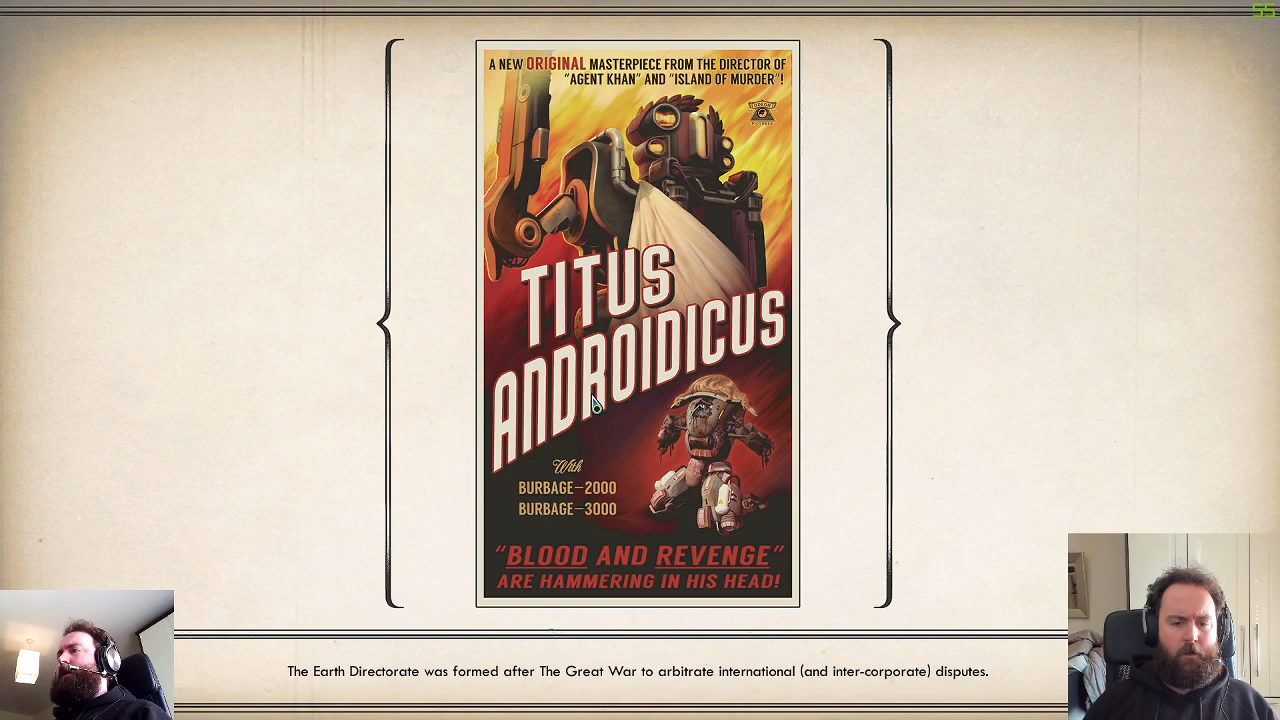 55
A NEW ORIGINAL MASTERPIECE FROM THE DIRECTOR OF
"AGENT KHAN" AND "ISLAND OF MURDER"!
TITUS
ANDROIDICUS
With
BURBAGE-2000
BURBAGE-3000
"BLOOD AND REVENGE"
ARE HAMMERING IN HIS HEAD!
The Earth Directorate was formed after The Great War to arbitrate international (and inter-corporate) disputes.